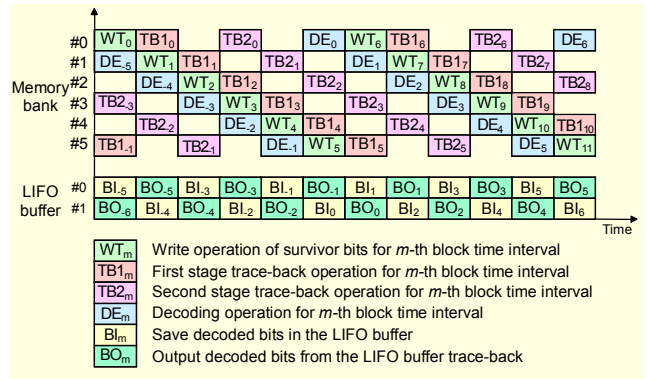 #0 WT0 TB10 TB20 DE0 WT6 TB16 TB26 DE6
#1 DE-5 WT1 TB11 TB21 DE1 WT7 TB17 TB27
Memory
bank
#2 DE-4 WT2 TB12 TB22 DE2 WT8 TB18 TB28
#3 TB2-3 DE-3 WT3 TB13 TB23 DE3 WT9 TB19
#4 TB2-2 DE-2 WT4 TB14 TB24 DE4 WT10 TB110
#5 TB1-1 TB2-1 DE-1 WT5 TB15 TB25 DE5 WT11
LIFO
buffer
#0 BI-5 BO-5 BI-3 BO-3 BI-1 BO-1 BI1 BO1 BI3 BO3 BI5 BO5
#1 BO-6 BI-4 BO-4 BI-2 BO-2 BI0 BO0 BI2 BO2 BI4 BO4 BI6
Time
WTm Write operation of survivor bits for m-th block time interval
TB1m First stage trace-back operation for m-th block time interval
TB2m Second stage trace-back operation for m-th block time interval
DEm Decoding operation for m-th block time interval
BIm Save decoded bits in the LIFO buffer
BOm Output decoded bits from the LIFO buffer trace-back